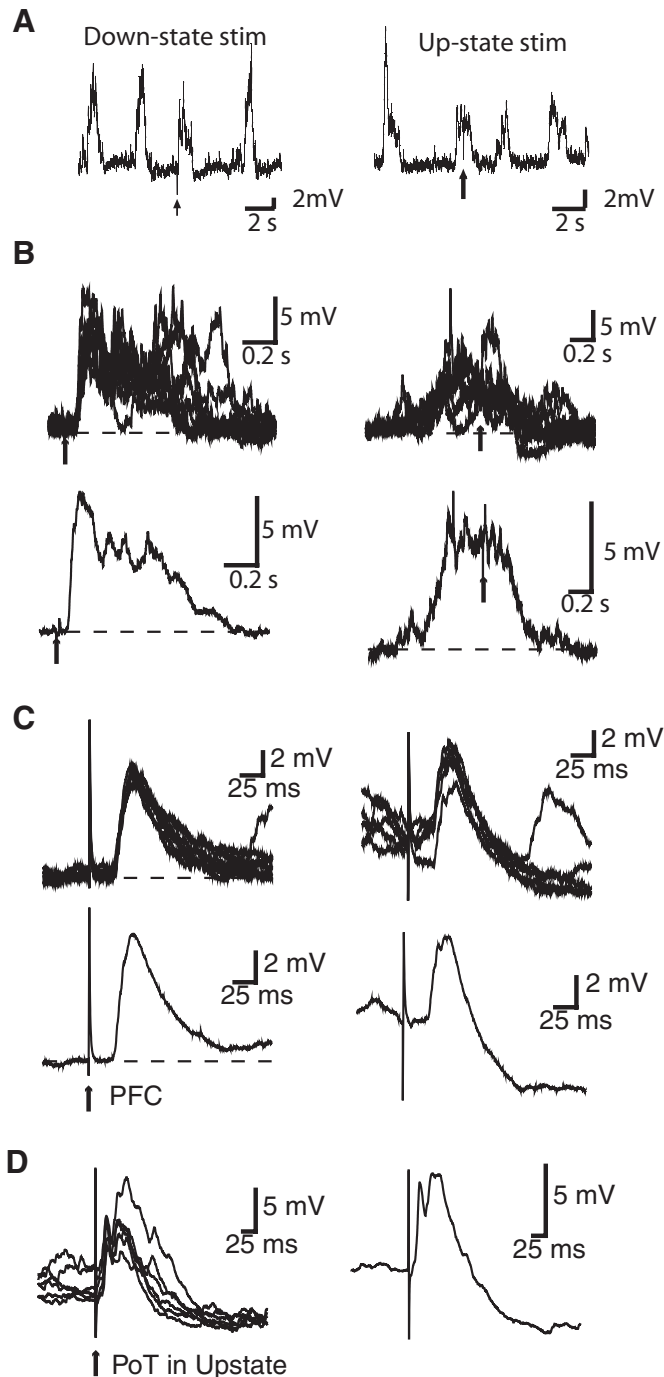 A
Down-state stim
Up-state stim
2mV
2 s
2mV
2 s
B
5 mV
0.2 s
5 mV
0.2 s
5 mV
0.2 s
5 mV
0.2 s
C
2 mV
25 ms
2 mV
25 ms
2 mV
25 ms
2 mV
25 ms
PFC
D
5 mV
25 ms
5 mV
25 ms
PoT in Upstate